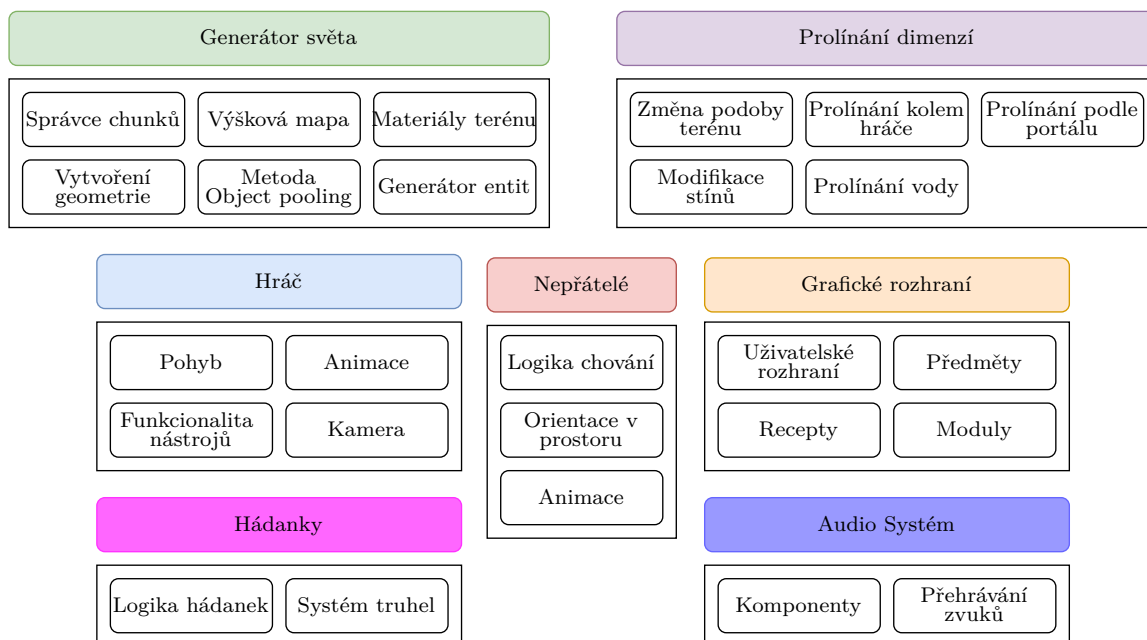 Generátor světa
Správce chunků
Výšková mapa
Materiály terénu
Vytvoření
geometrie
Metoda
Object pooling
Generátor entit
Prolínání dimenzí
Změna podoby
terénu
Prolínání kolem
hráče
Prolínání podle
portálu
Modifikace
stínů
Prolínání vody
Hráč
Pohyb
Animace
Funkcionalita
nástrojů
Kamera
Nepřátelé
Logika chování
Orientace v
prostoru
Animace
Grafické rozhraní
Uživatelské
rozhraní
Předměty
Recepty
Moduly
Hádanky
Logika hádanek
Systém truhel
Audio Systém
Komponenty
Přehrávání
zvuků